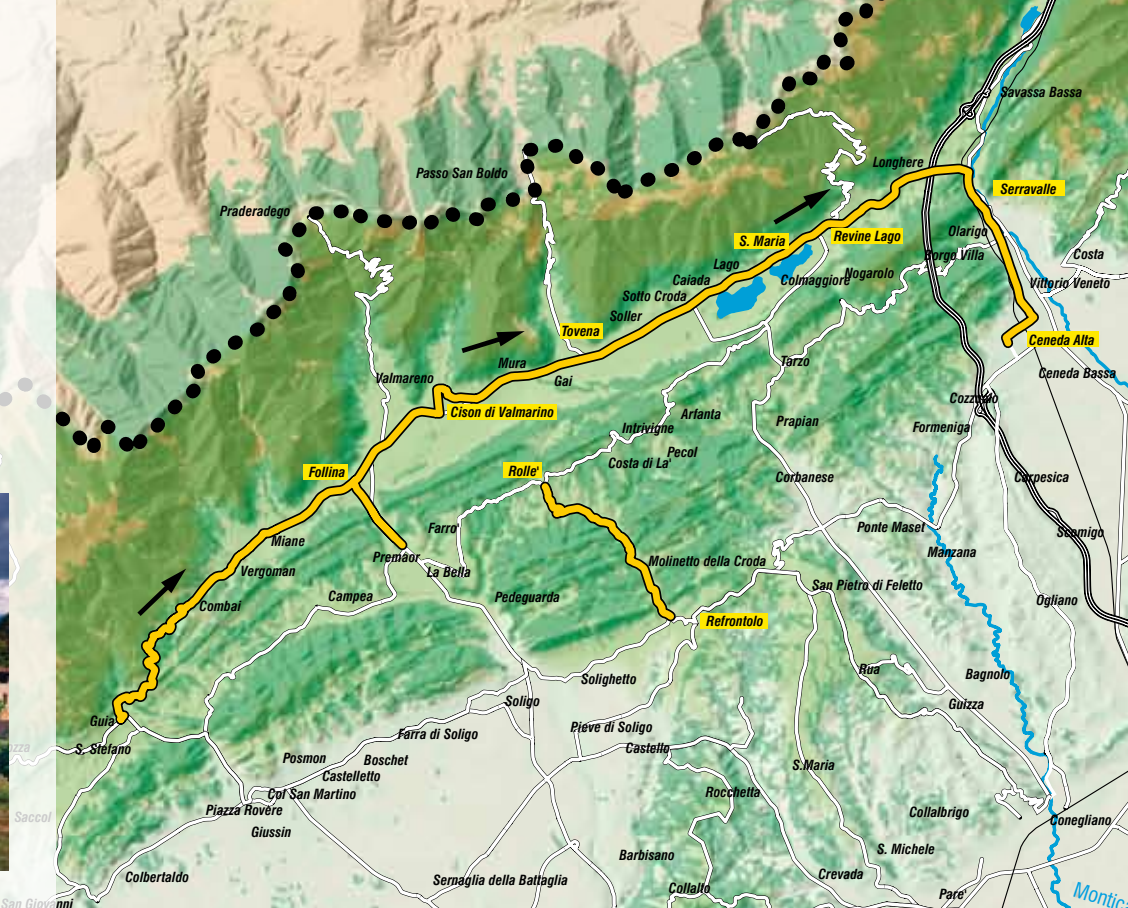 Savassa Bassa
Longhere
Passo San Boldo
Serravalle
Praderadego
Olarigo
Revine Lago
S. Maria
Borgo Villa
Costa
Lago
Nogarolo
Caiada
Colmaggiore
Vittorio Veneto
Sotto Croda
Soller
Tovena
Ceneda Alta
Mura
Tarzo
Valmareno
Gai
Ceneda Bassa
Cozzuolo
Cison di Valmarino
Arfanta
Prapian
Formeniga
Intrivigne
Pecol
Costa di La'
Follina
Rolle'
Corbanese
Carpesica
Farro'
Ponte Maset
Scomigo
Miane
Manzana
Premaor
Molinetto della Croda
Vergoman
La Bella
San Pietro di Feletto
Campea
Pedeguarda
Ogliano
Combai
Refrontolo
Rua
Bagnolo
Solighetto
Soligo
Guizza
Guia
Pieve di Soligo
Farra di Soligo
S. Stefano
Castello
Posmon
Boschet
S.Maria
Castelletto
Col San Martino
Rocchetta
Piazza Rovere
Collalbrigo
Saccol
Conegliano
Giussin
S. Michele
Barbisano
Colbertaldo
Crevada
Sernaglia della Battaglia
Collalto
Pare'
San Giovanni